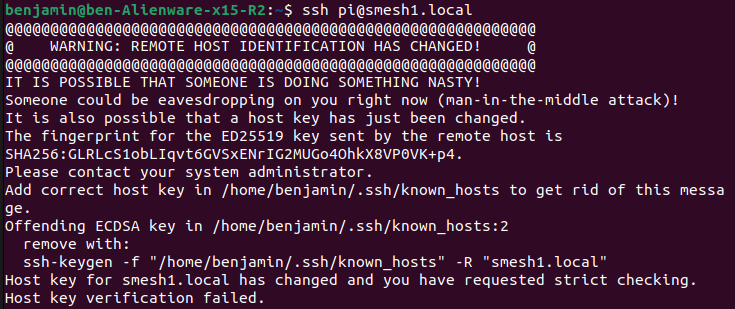 benjamin@ben-Alienware-x15-R2:~$ ssh pi@smesh1.local
@@@@@@@@@@@@@@@@@@@@@@@@@@@@@@@@@@@@@@@@@@@@@@@@@@@@@@@@@@@
@    WARNING: REMOTE HOST IDENTIFICATION HAS CHANGED!     @
@@@@@@@@@@@@@@@@@@@@@@@@@@@@@@@@@@@@@@@@@@@@@@@@@@@@@@@@@@@
IT IS POSSIBLE THAT SOMEONE IS DOING SOMETHING NASTY!
Someone could be eavesdropping on you right now (man-in-the-middle attack)!
It is also possible that a host key has just been changed.
The fingerprint for the ED25519 key sent by the remote host is
SHA256:GLRLcS1obLIqvt6GVSxENrIG2MUGo4OhkX8VP0VK+p4.
Please contact your system administrator.
Add correct host key in /home/benjamin/.ssh/known_hosts to get rid of this messa
ge.
Offending ECDSA key in /home/benjamin/.ssh/known_hosts:2
  remove with:
  ssh-keygen -f "/home/benjamin/.ssh/known_hosts" -R "smesh1.local"
Host key for smesh1.local has changed and you have requested strict checking.
Host key verification failed.